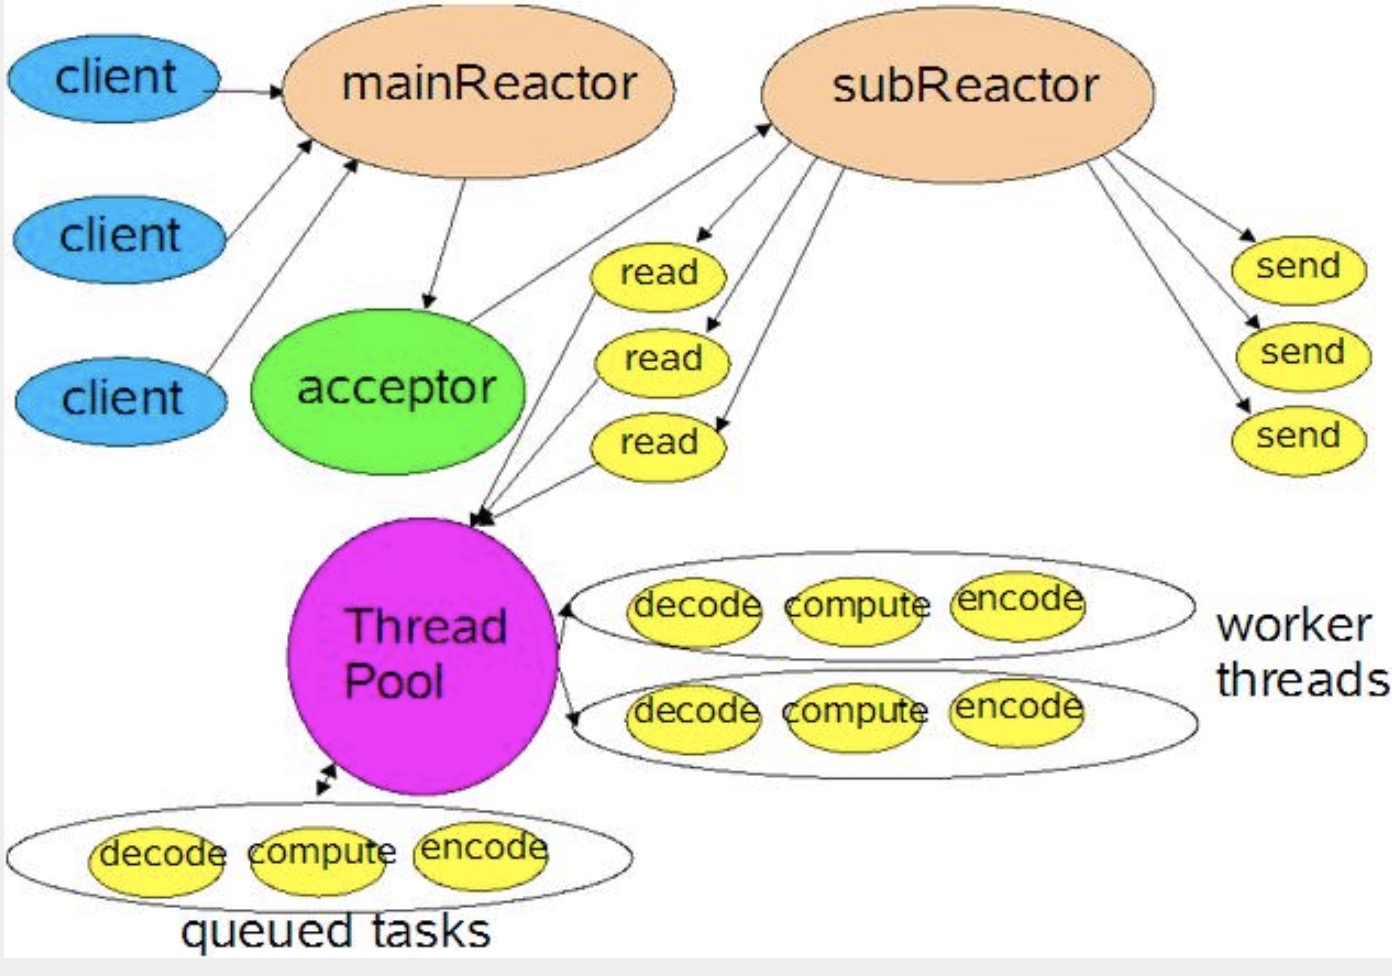 client
mainReactor
subReactor
client
client
acceptor
read
read
read
send
send
send
Thread
Pool
decode compute encode
decode compute encode
worker
threads
decode compute encode
queued tasks